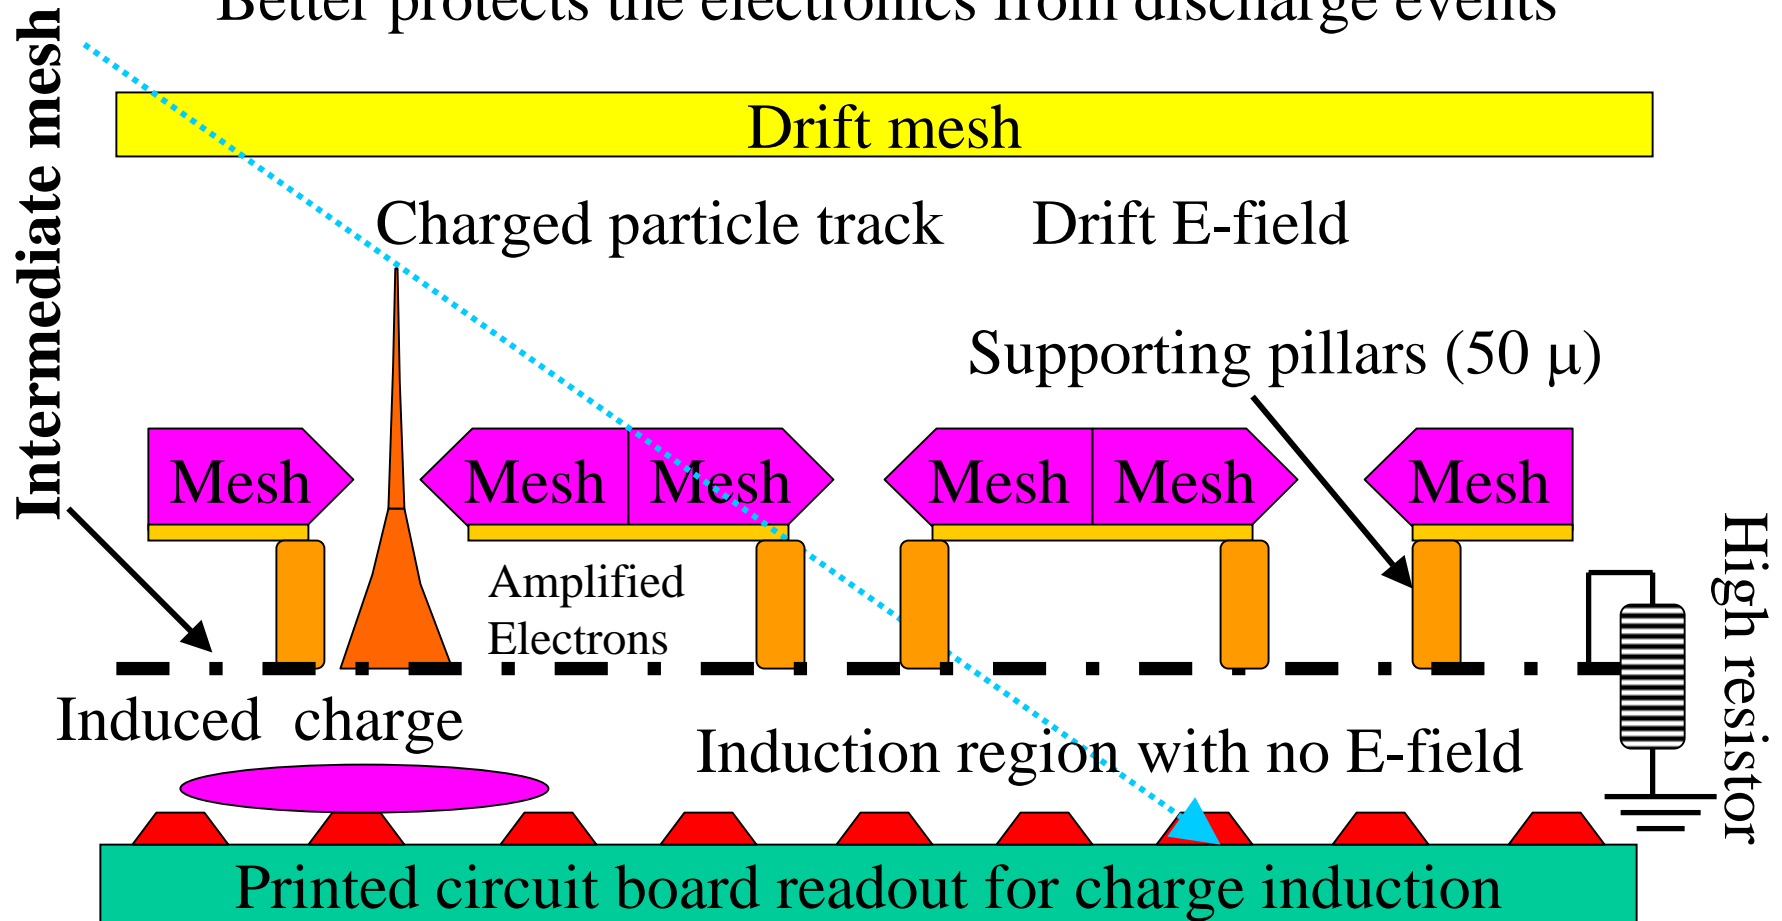 Better protects the electronics from discharge events
Intermediate mesh
Drift mesh
Charged particle track Drift E-field
Supporting pillars (50 μ)
Mesh Mesh Mesh Mesh Mesh Mesh
Amplified
Electrons
High resistor
Induced charge
Induction region with no E-field
Printed circuit board readout for charge induction